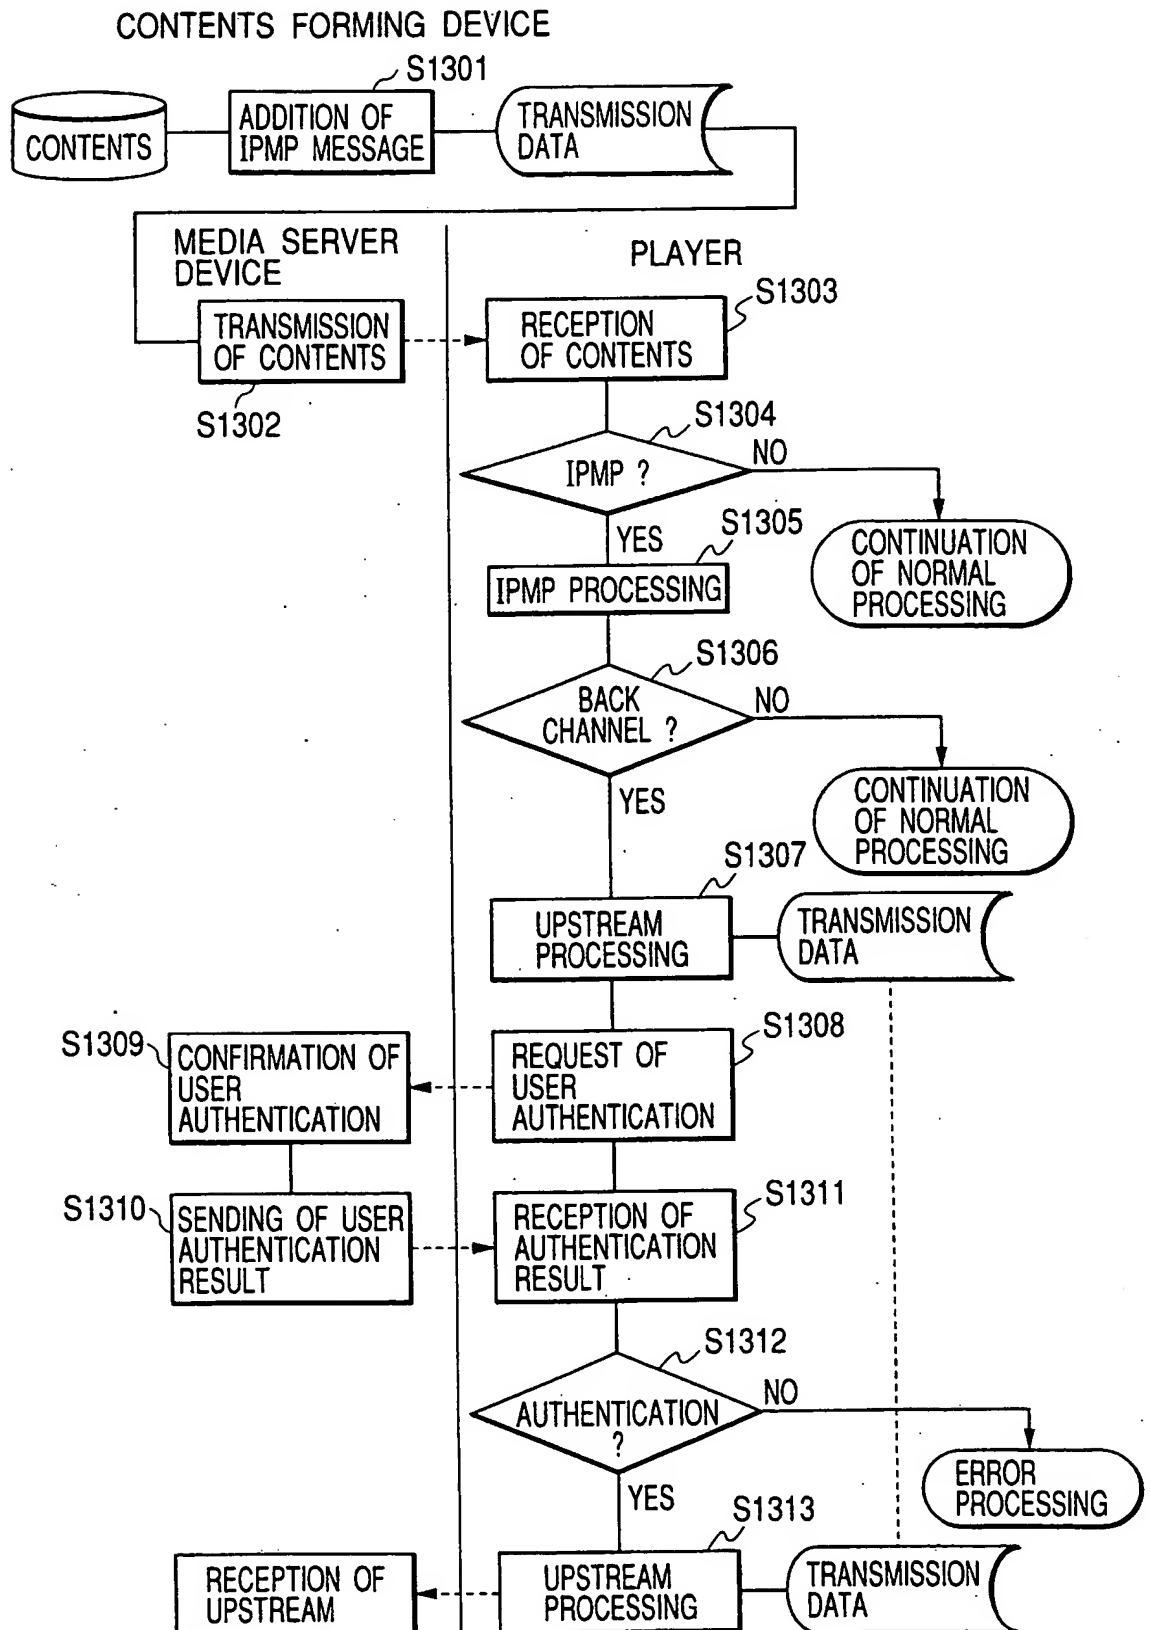 CONTENTS FORMING DEVICE
S1301
CONTENTS
ADDITION OF
IPMP MESSAGE
TRANSMISSION
DATA
MEDIA SERVER
DEVICE
PLAYER
S1303
TRANSMISSION
OF CONTENTS
RECEPTION
OF CONTENTS
S1302
S1304
IPMP ?
NO
YES
S1305
CONTINUATION
OF NORMAL
PROCESSING
IPMP PROCESSING
S1306
BACK
CHANNEL ?
NO
YES
CONTINUATION
OF NORMAL
PROCESSING
S1307
UPSTREAM
PROCESSING
TRANSMISSION
DATA
S1308
S1309
CONFIRMATION OF
USER
AUTHENTICATION
REQUEST OF
USER
AUTHENTICATION
S1310
SENDING OF USER
AUTHENTICATION
RESULT
S1311
RECEPTION OF
AUTHENTICATION
RESULT
S1312
AUTHENTICATION
?
NO
YES
ERROR
PROCESSING
S1313
RECEPTION OF
UPSTREAM
UPSTREAM
PROCESSING
TRANSMISSION
DATA